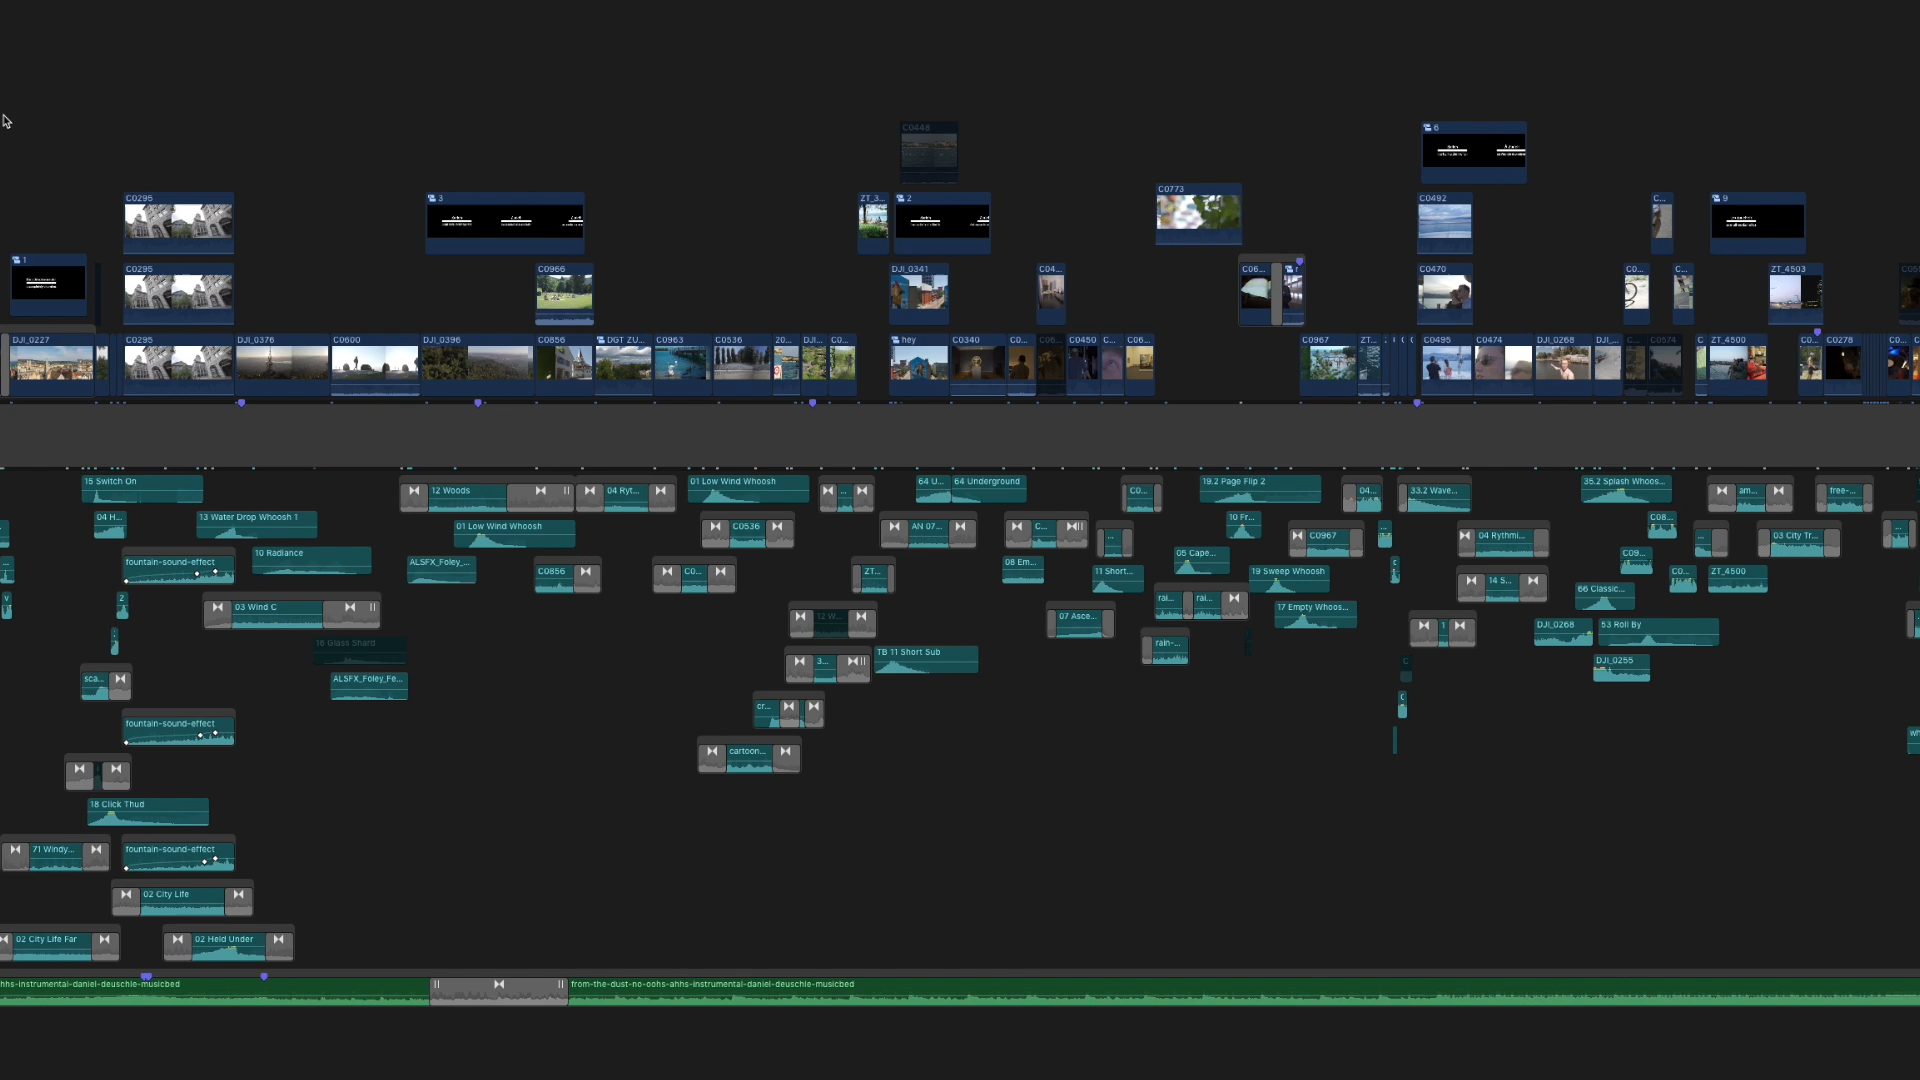 C0448
6
C0295
3
ZT_3...
2
C0773
C0492
C...
9
1
C0295
C0966
DJI_0341
C04...
C06...
C0470
C0...
C...
ZT_4503
DJI_0227
C0295
DJI_0376
C0600
DJI_0396
C0856
DGT ZU...
C0963
C0536
20...
DJI...
C0...
hey
C0340
C0...
C06...
C0450
C...
C06...
C0967
ZT...
C0495
C0474
DJI_0268
DJI_...
C...
C0574
C
ZT_4500
C0...
C0278
C0...
15 Switch On
12 Woods
04 Ryt...
01 Low Wind Whoosh
...
64 U...
64 Underground
C0...
19.2 Page Flip 2
04...
33.2 Wave...
35.2 Splash Whoos...
am...
free-...
04 H...
13 Water Drop Whoosh 1
01 Low Wind Whoosh
C0536
AN 07...
C...
...
10 Fr...
C0967
...
04 Rythmi...
C08...
...
03 City Tr...
...
fountain-sound-effect
10 Radiance
ALSFX_Foley_...
C0856
C0...
ZT...
08 Em...
11 Short...
05 Cape...
19 Sweep Whoosh
14 S...
C09...
C0...
ZT_4500
Z
03 Wind C
12 W...
07 Asce...
rai...
rai...
17 Empty Whoos...
1
66 Classic...
DJI_0268
53 Roll By
16 Glass Shard
3...
TB 11 Short Sub
rain-...
DJI_0255
sca...
ALSFX_Foley_Fe...
cr...
fountain-sound-effect
cartoon...
wh
18 Click Thud
71 Windy...
fountain-sound-effect
02 City Life
02 City Life Far
02 Held Under
hhs-instrumental-daniel-deuschle-musicbed
from-the-dust-no-oohs-ahhs-instrumental-daniel-deuschle-musicbed